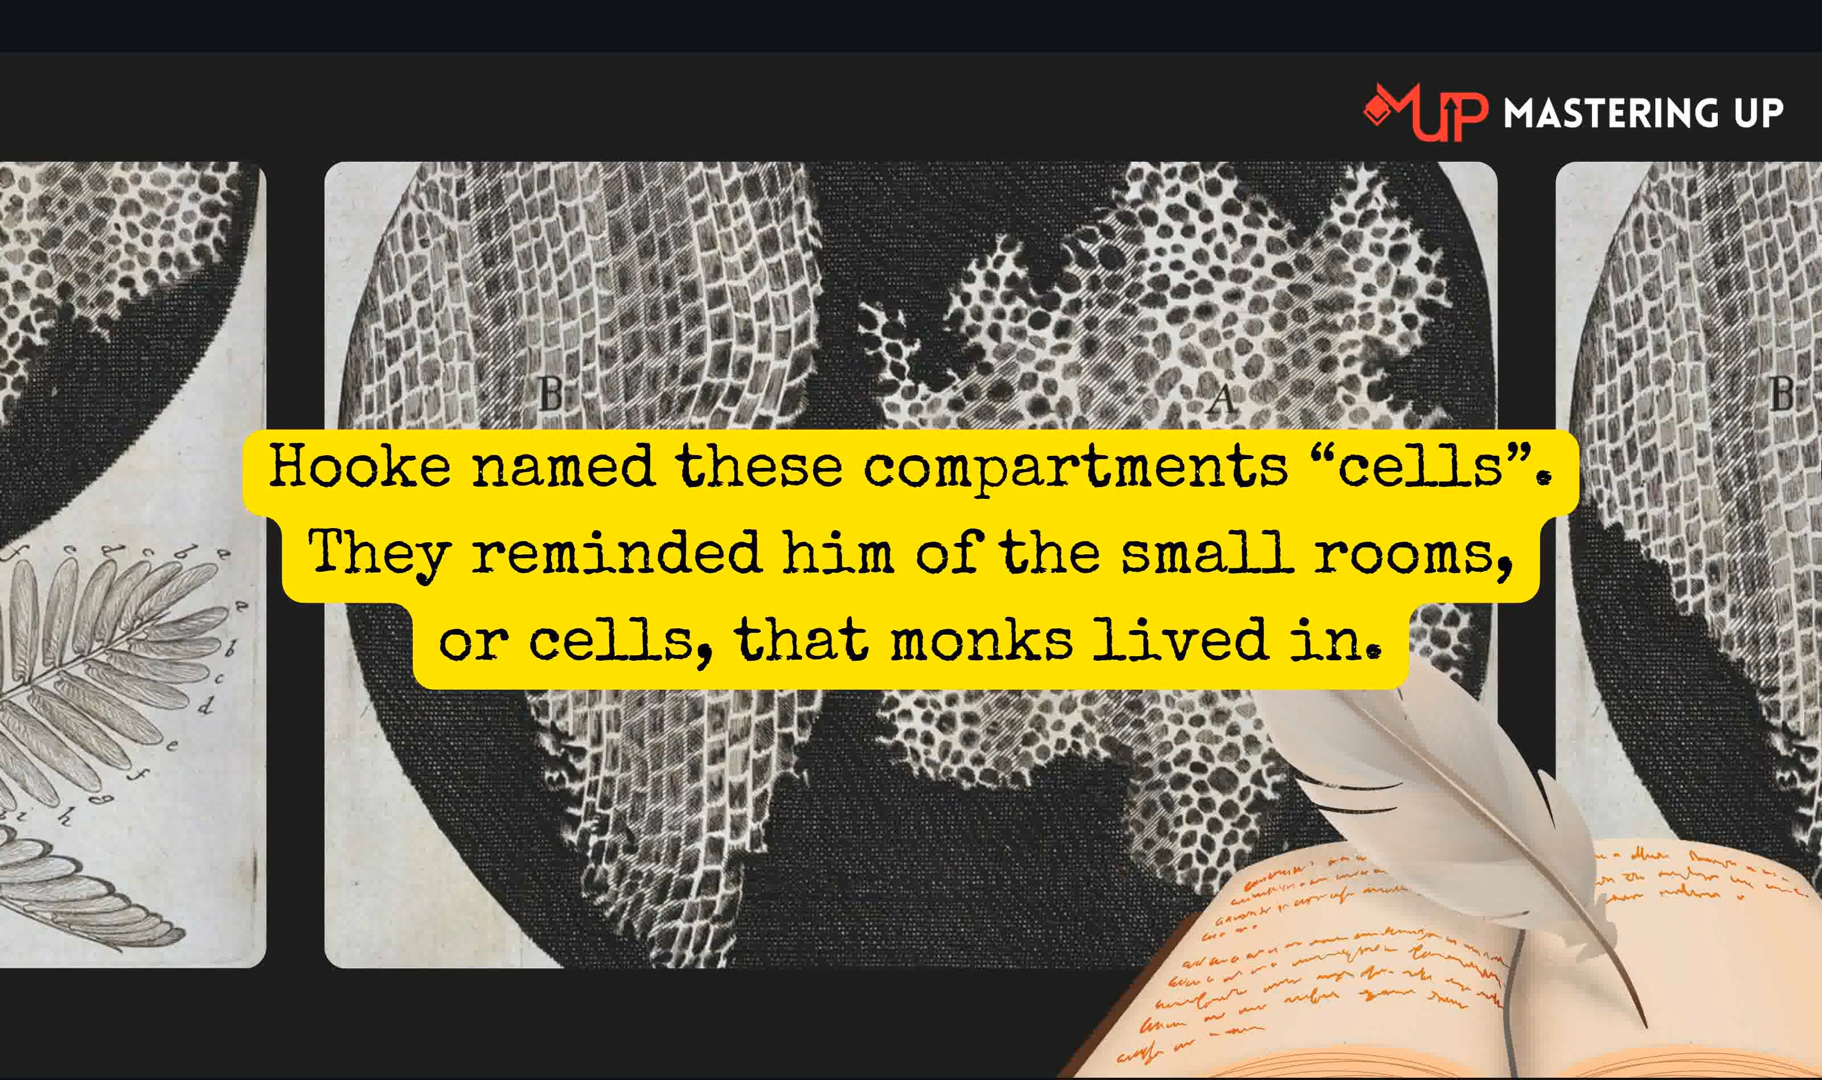 MUP MASTERING UP
B
A
B
Hooke named these compartments “cells”.
They reminded him of the small rooms,
or cells, that monks lived in.
f e d c b a
a
b
c
d
e
f
g
h
i